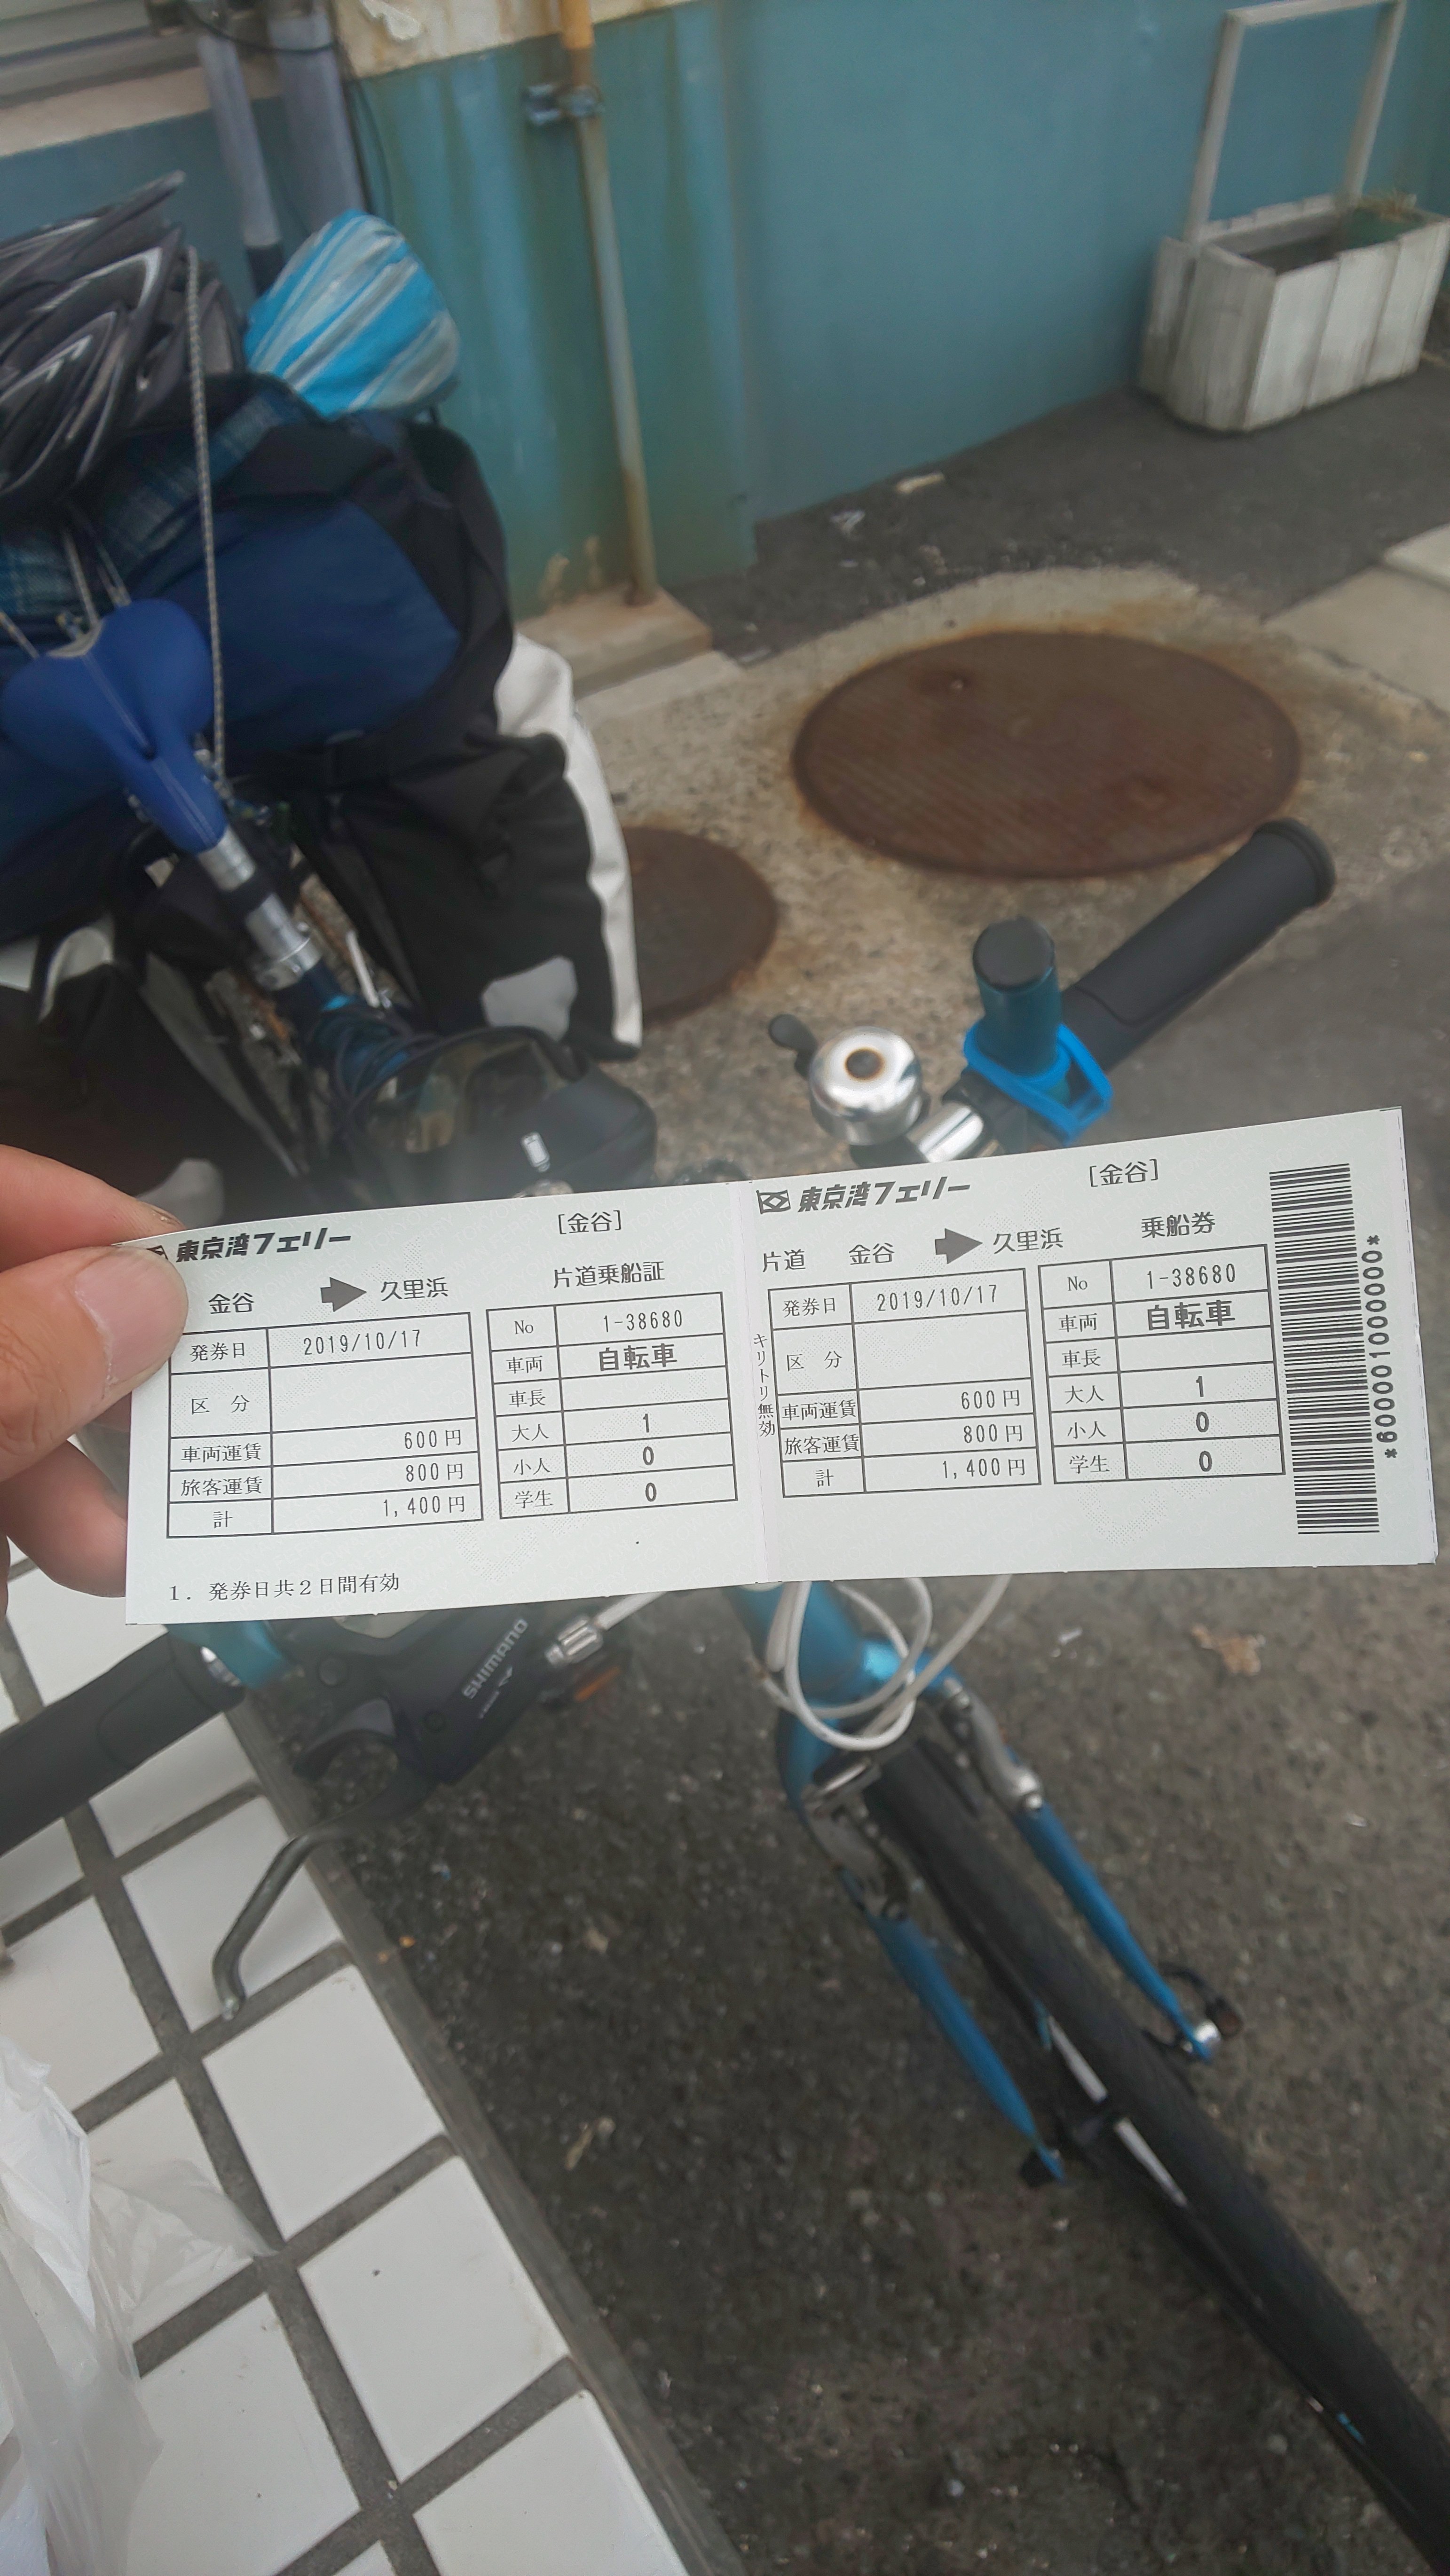 東京湾フェリー [金谷]
金谷 久里浜 片道乗船証
発券日 2019/10/17
区 分
車両運賃 600円
旅客運賃 800円
計 1,400円
No 1-38680
車両 自転車
車長
大人 1
小人 0
学生 0
1. 発券日共2日間有効
東京湾フェリー [金谷]
片道 金谷 久里浜 乗船券
キリトリ無効
発券日 2019/10/17
区 分
車両運賃 600円
旅客運賃 800円
計 1,400円
No 1-38680
車両 自転車
車長
大人 1
小人 0
学生 0
*6000010000000*
SHIMANO